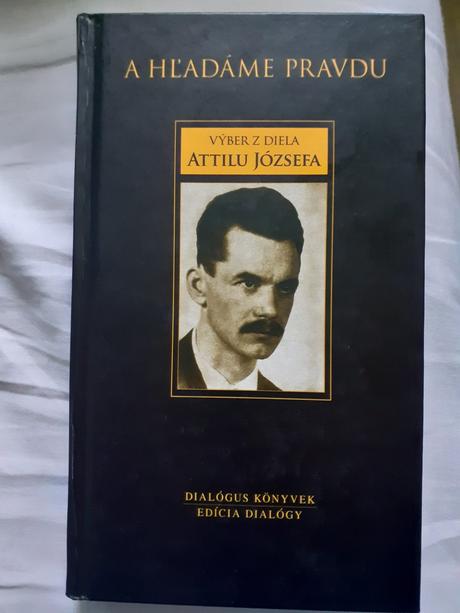 A HĽADÁME PRAVDU
VÝBER Z DIELA
ATTILU JÓZSEFA
DIALÓGUS KÖNYVEK
EDÍCIA DIALÓGY